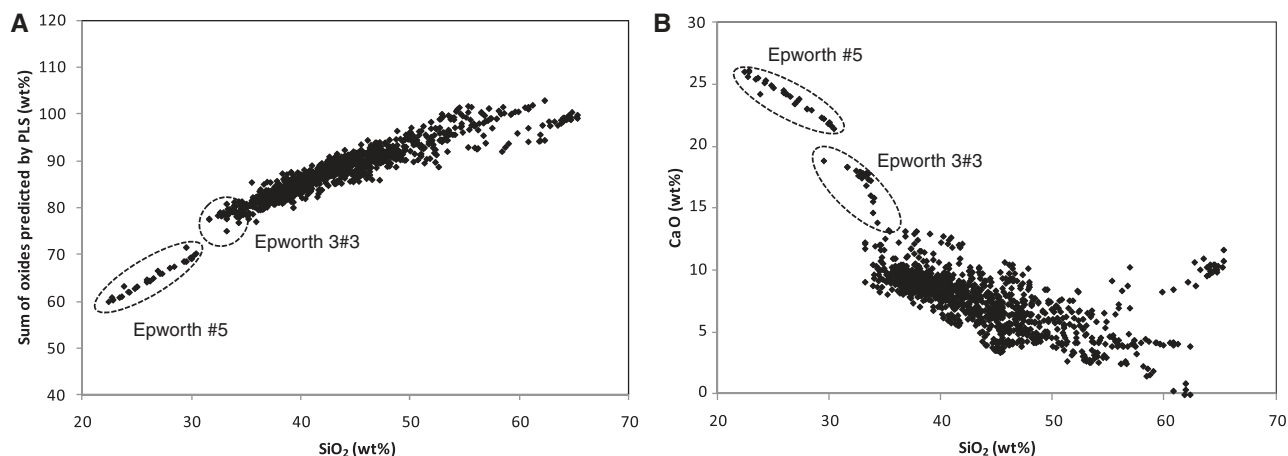 A
Sum of oxides predicted by PLS (wt%)
120
110
100
90
80
70
60
50
40
Epworth 3#3
Epworth #5
20 30 40 50 60 70
SiO₂ (wt%)
B
CaO (wt%)
30
25
20
15
10
5
0
Epworth #5
Epworth 3#3
20 30 40 50 60 70
SiO₂ (wt%)